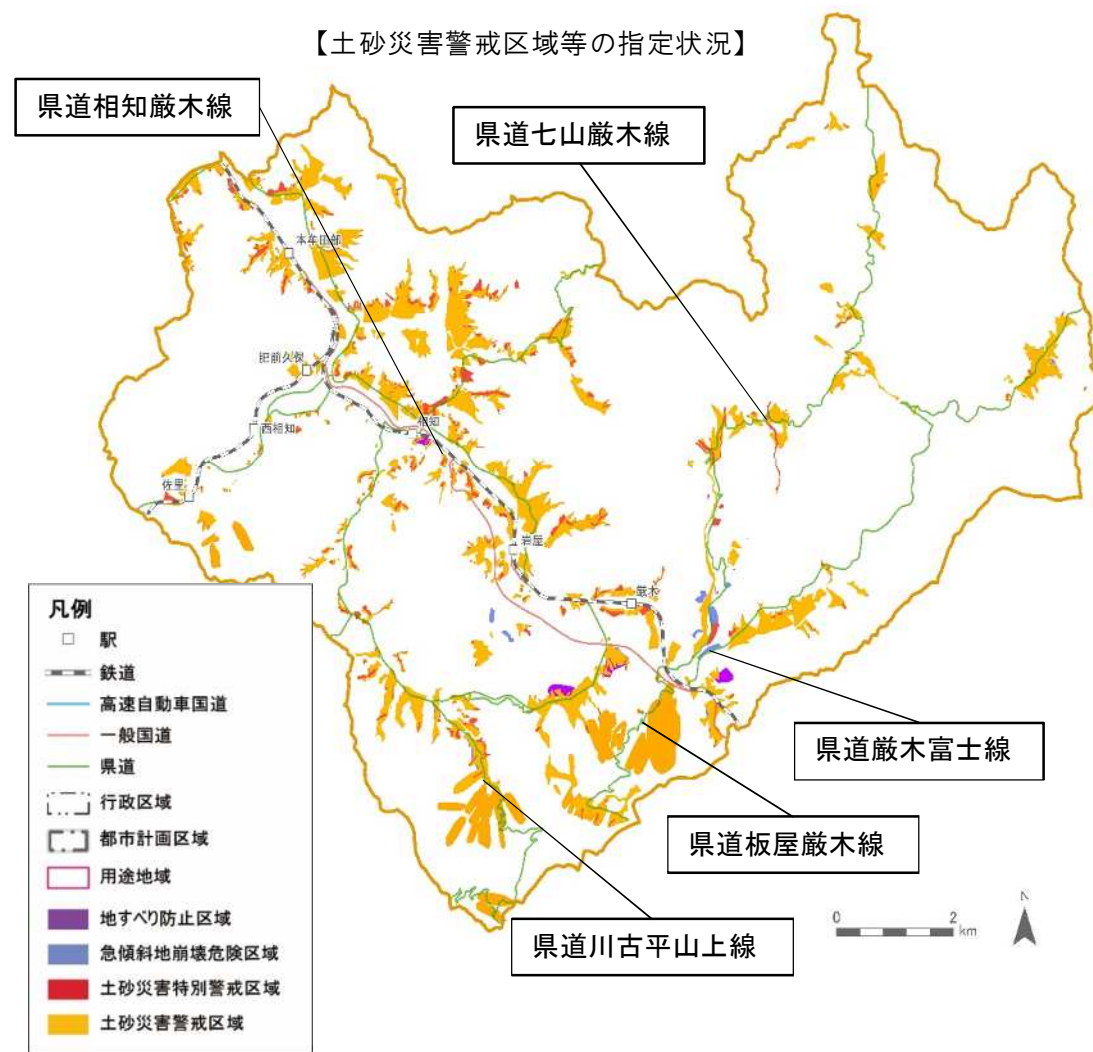 【土砂災害警戒区域等の指定状況】
県道相知厳木線
県道七山厳木線
本牟田部
肥前久保
相知
西相知
佐里
岩屋
厳木
凡例
駅
鉄道
高速自動車国道
一般国道
県道
行政区域
都市計画区域
用途地域
地すべり防止区域
急傾斜地崩壊危険区域
土砂災害特別警戒区域
土砂災害警戒区域
県道厳木富士線
県道板屋厳木線
県道川古平山上線
0 2
km
N